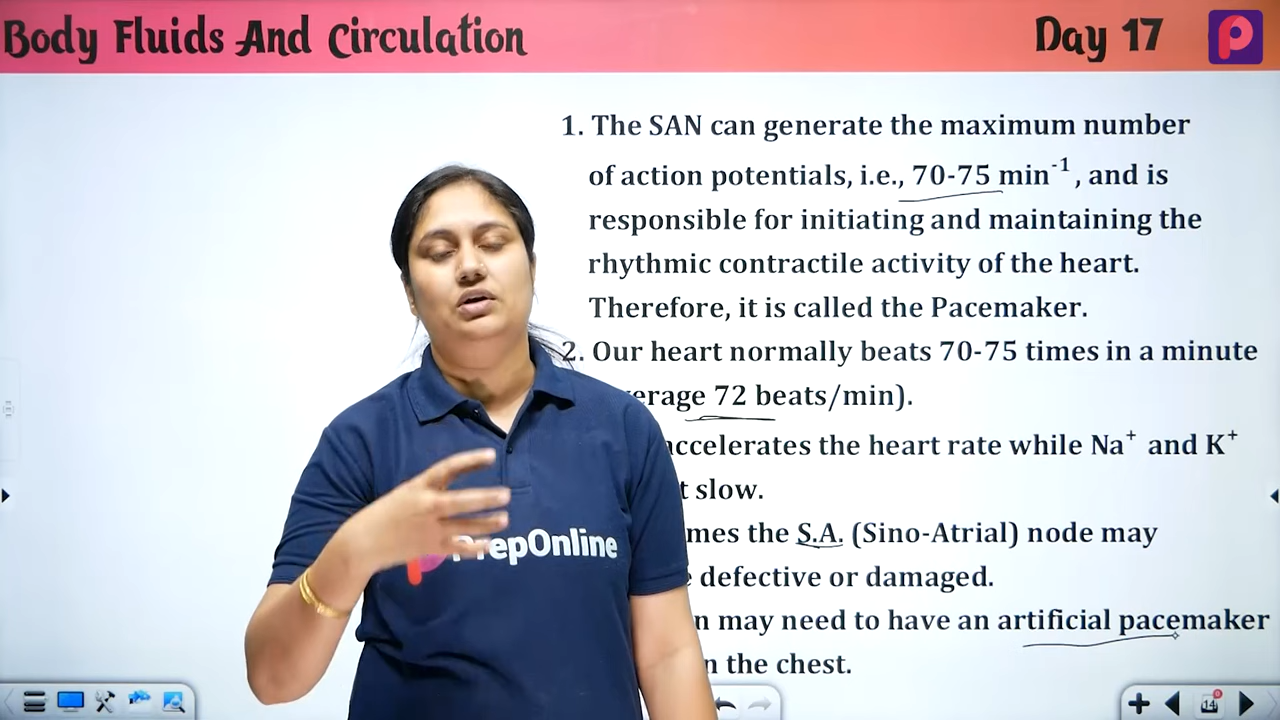 Body Fluids And Circulation
Day 17
1. The SAN can generate the maximum number
of action potentials, i.e., 70-75 min⁻¹, and is
responsible for initiating and maintaining the
rhythmic contractile activity of the heart.
Therefore, it is called the Pacemaker.
2. Our heart normally beats 70-75 times in a minute
72 beats/min).
the heart rate while Na⁺ and K⁺
slow.
the S.A. (Sino-Atrial) node may
defective or damaged.
may need to have an artificial pacemaker
the chest.
PrepOnline
14